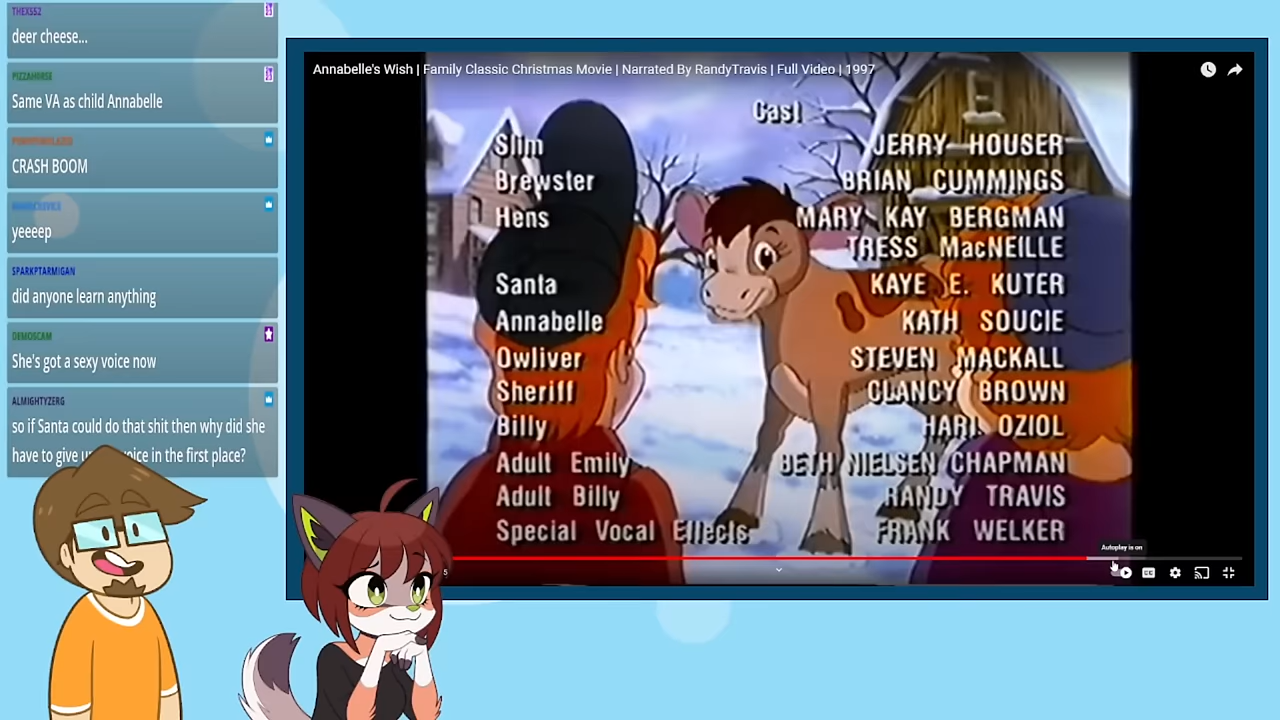 THEXS52
deer cheese...
PIZZAHORSE
Same VA as child Annabelle
CRASH BOOM
yeeeep
SPARKPTARMIGAN
did anyone learn anything
DEMOSCAM
She's got a sexy voice now
ALMIGHTYZERG
so if Santa could do that shit then why did she
have to give up voice in the first place?
Annabelle's Wish | Family Classic Christmas Movie | Narrated By RandyTravis | Full Video | 1997
Cast
Slim JERRY HOUSER
Brewster BRIAN CUMMINGS
Hens MARY KAY BERGMAN
TRESS MacNEILLE
Santa KAYE E. KUTER
Annabelle KATH SOUCIE
Owliver STEVEN MACKALL
Sheriff CLANCY BROWN
Billy HARI OZIOL
Adult Emily BETH NIELSEN CHAPMAN
Adult Billy RANDY TRAVIS
Special Vocal Effects FRANK WELKER
Autoplay is on
5
CC